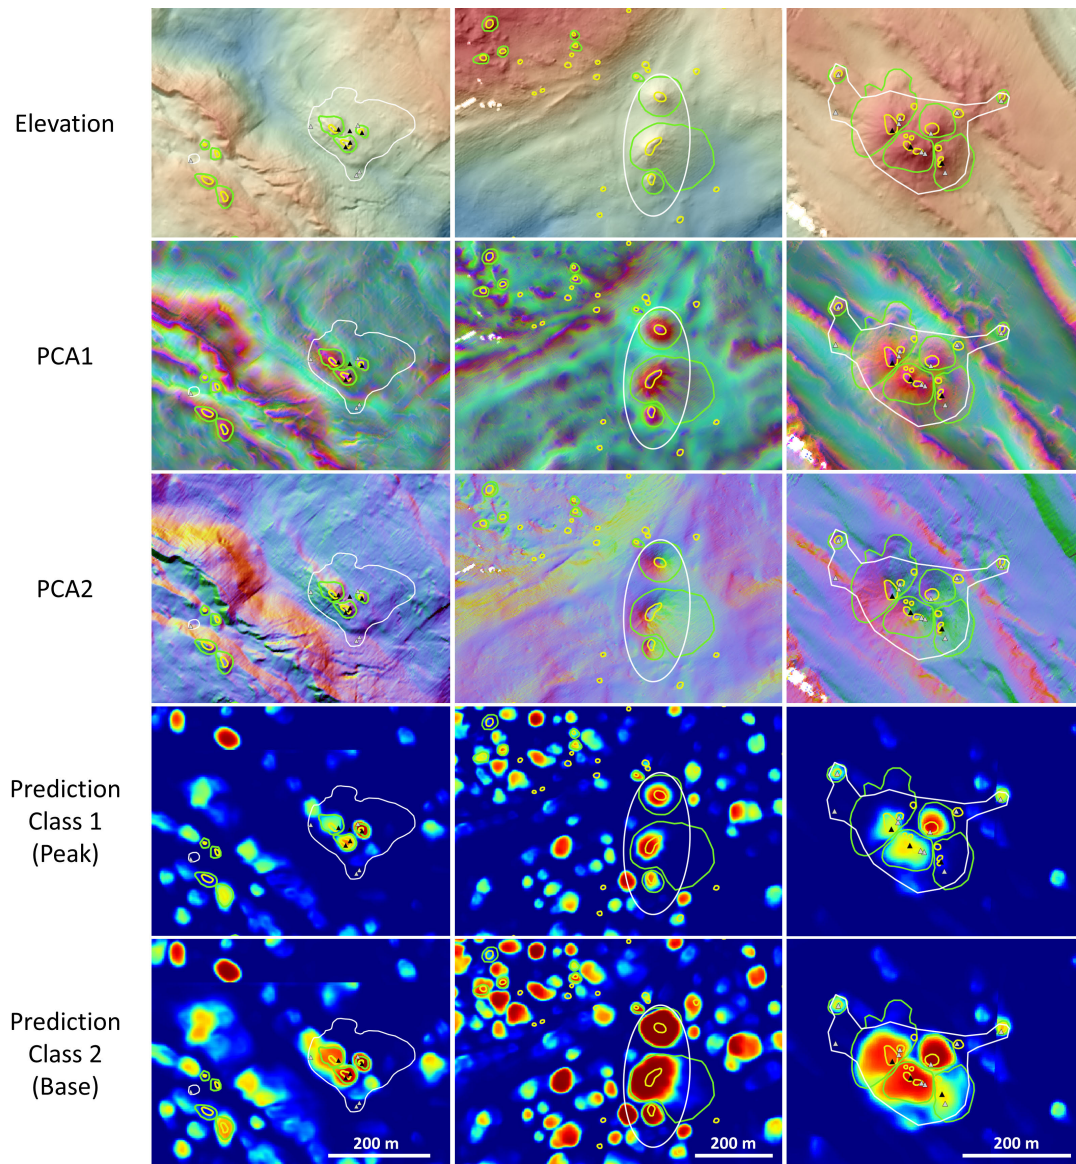 Elevation
PCA1
PCA2
Prediction
Class 1
(Peak)
Prediction
Class 2
(Base)
200 m
200 m
200 m